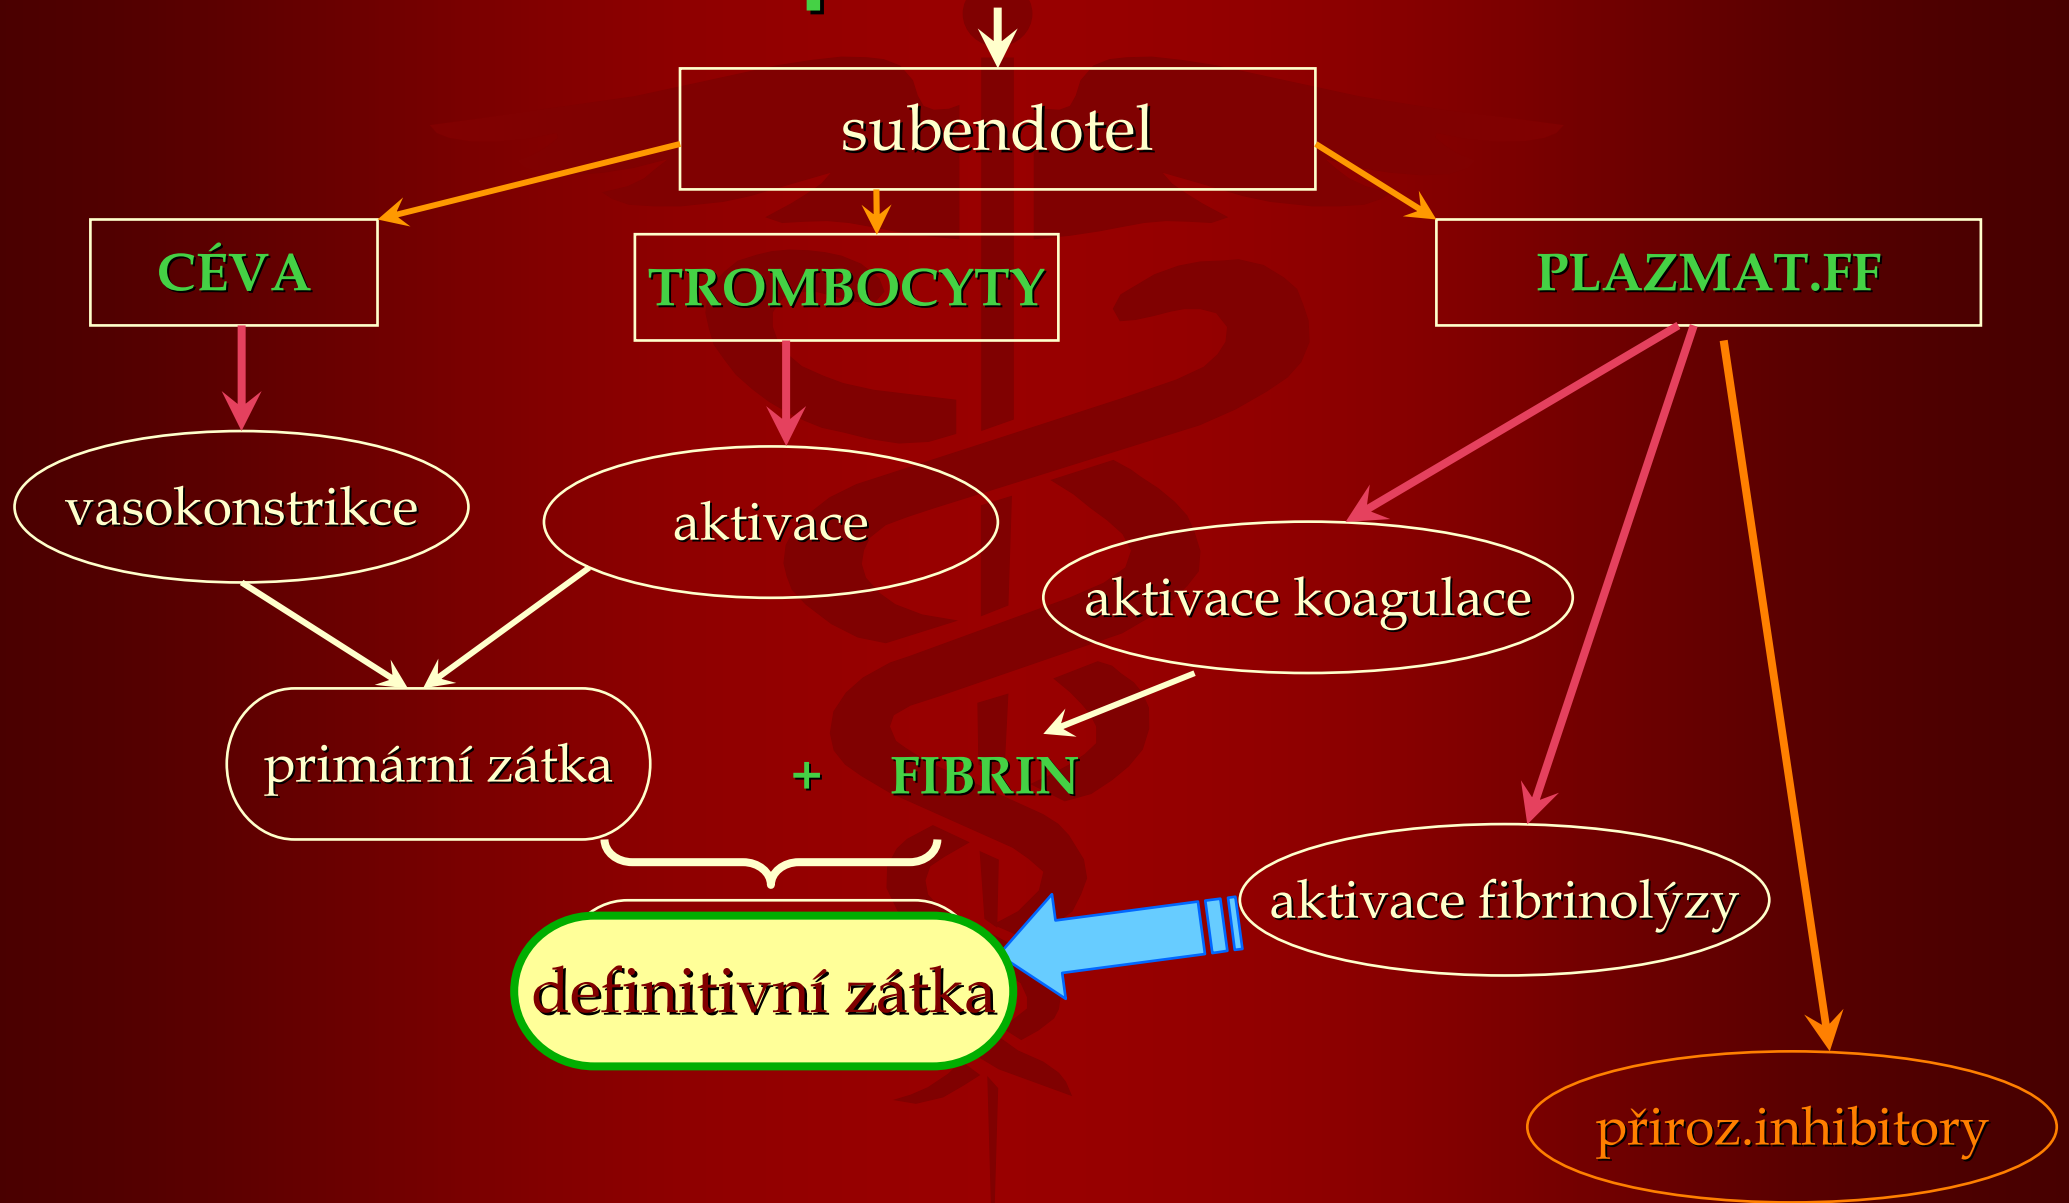 subendotel
CÉVA
TROMBOCYTY
PLAZMAT.FF
vasokonstrikce
aktivace
aktivace koagulace
primární zátka
+ FIBRIN
aktivace fibrinolýzy
definitivní zátka
přiroz.inhibitory